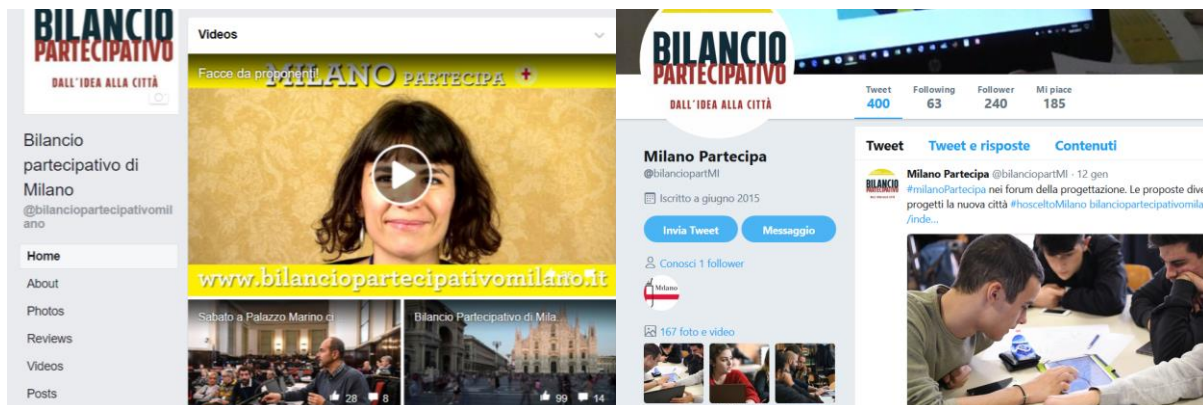 BILANCIO
PARTECIPATIVO
DALL'IDEA ALLA CITTÀ
Bilancio
partecipativo di
Milano
@bilanciopartecipativomil
ano
Home
About
Photos
Reviews
Videos
Posts
Videos
Facce da proponenti!
MILANO PARTECIPA +
www.bilanciopartecipativomilano.it
Sabato a Palazzo Marino ci
28 8
Bilancio Partecipativo di Mila...
99 14
BILANCIO
PARTECIPATIVO
DALL'IDEA ALLA CITTÀ
Tweet Following Follower Mi piace
400 63 240 185
Milano Partecipa
@bilanciopartMI
Iscritto a giugno 2015
Invia Tweet Messaggio
Conosci 1 follower
Milano
167 foto e video
Tweet Tweet e risposte Contenuti
BILANCIO
Milano Partecipa @bilanciopartMI · 12 gen
#milanoPartecipa nei forum della progettazione. Le proposte dive
progetti la nuova città #hosceltoMilano bilanciopartecipativomila
/inde...